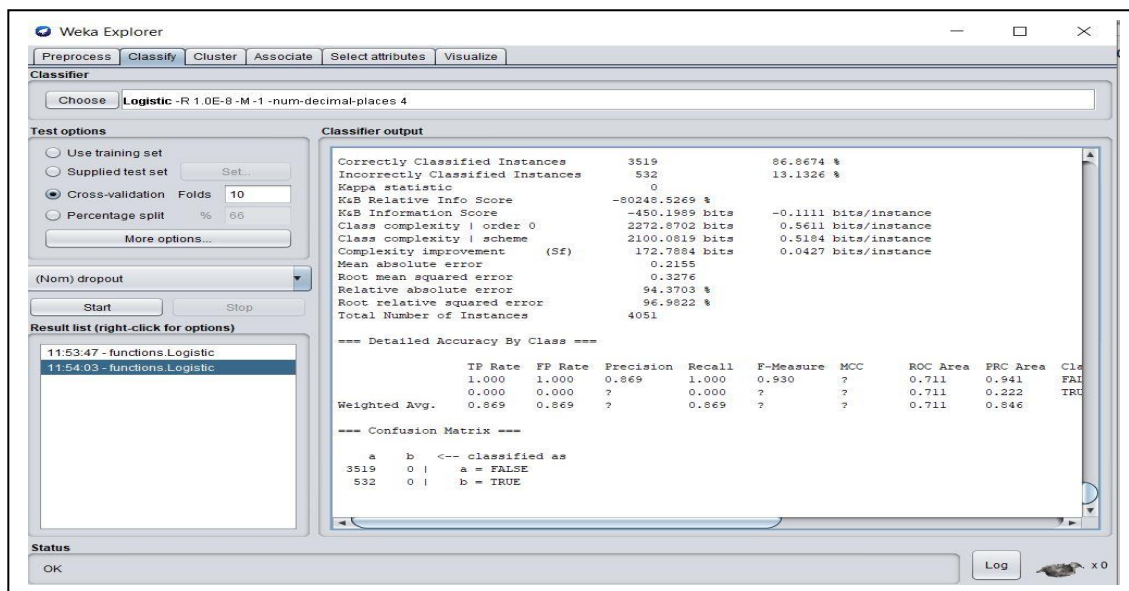 Weka Explorer
Preprocess Classify Cluster Associate Select attributes Visualize
Classifier
Choose Logistic -R 1.0E-8 -M -1 -num-decimal-places 4
Test options
Use training set
Supplied test set Set...
Cross-validation Folds 10
Percentage split % 66
More options...
(Nom) dropout
Start Stop
Result list (right-click for options)
11:53:47 - functions.Logistic
11:54:03 - functions.Logistic
Classifier output
Correctly Classified Instances 3519 86.8674 %
Incorrectly Classified Instances 532 13.1326 %
Kappa statistic 0
K&B Relative Info Score -80248.5269 %
K&B Information Score -450.1989 bits -0.1111 bits/instance
Class complexity | order 0 2272.8702 bits 0.5611 bits/instance
Class complexity | scheme 2100.0819 bits 0.5184 bits/instance
Complexity improvement (Sf) 172.7884 bits 0.0427 bits/instance
Mean absolute error 0.2155
Root mean squared error 0.3276
Relative absolute error 94.3703 %
Root relative squared error 96.9822 %
Total Number of Instances 4051
=== Detailed Accuracy By Class ===
TP Rate FP Rate Precision Recall F-Measure MCC ROC Area PRC Area Cla
1.000 1.000 0.869 1.000 0.930 ? 0.711 0.941 FAL
0.000 0.000 ? 0.000 ? ? 0.711 0.222 TRU
Weighted Avg. 0.869 0.869 ? 0.869 ? ? 0.711 0.846
=== Confusion Matrix ===
a b <-- classified as
3519 0 | a = FALSE
532 0 | b = TRUE
Status
OK
Log
x 0